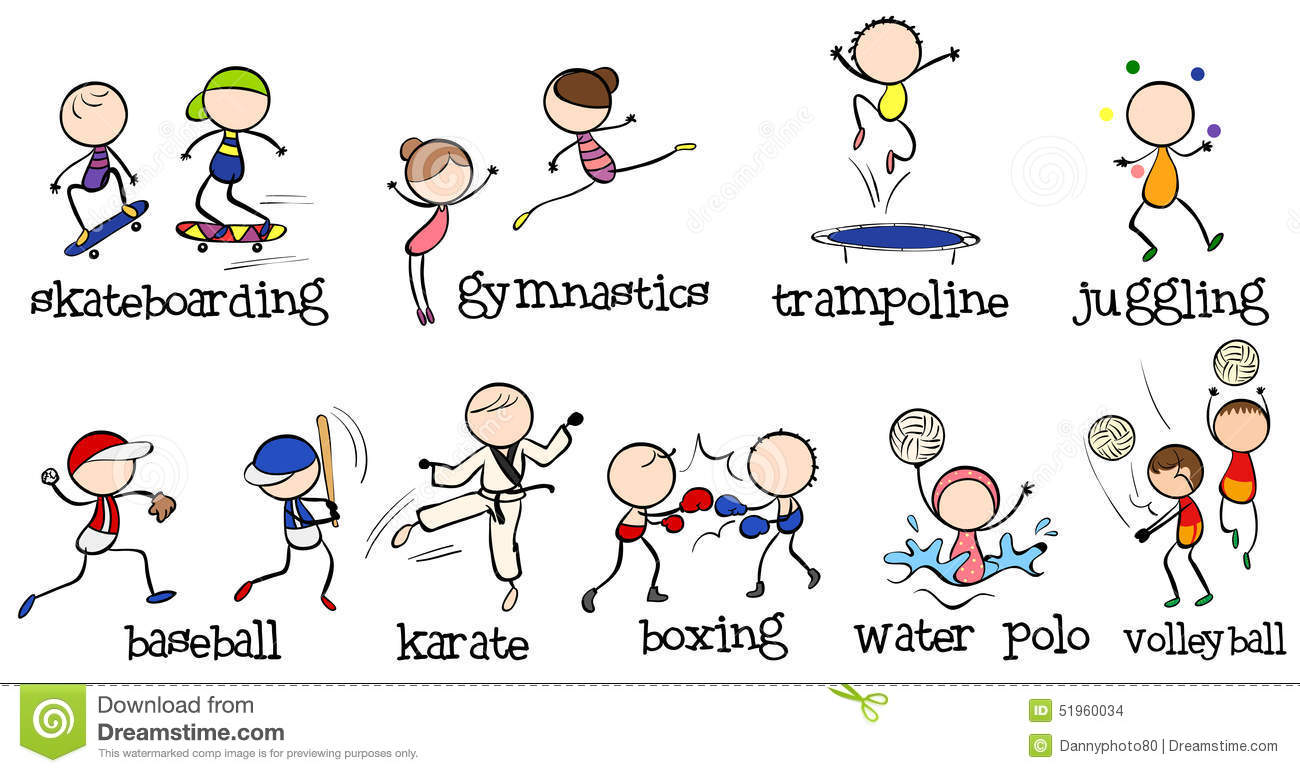 skateboarding
gymnastics
trampoline
juggling
baseball
karate
boxing
water polo
volleyball
Download from
Dreamstime.com
This watermarked comp image is for previewing purposes only.
ID 51960034
© Dannyphoto80 | Dreamstime.com